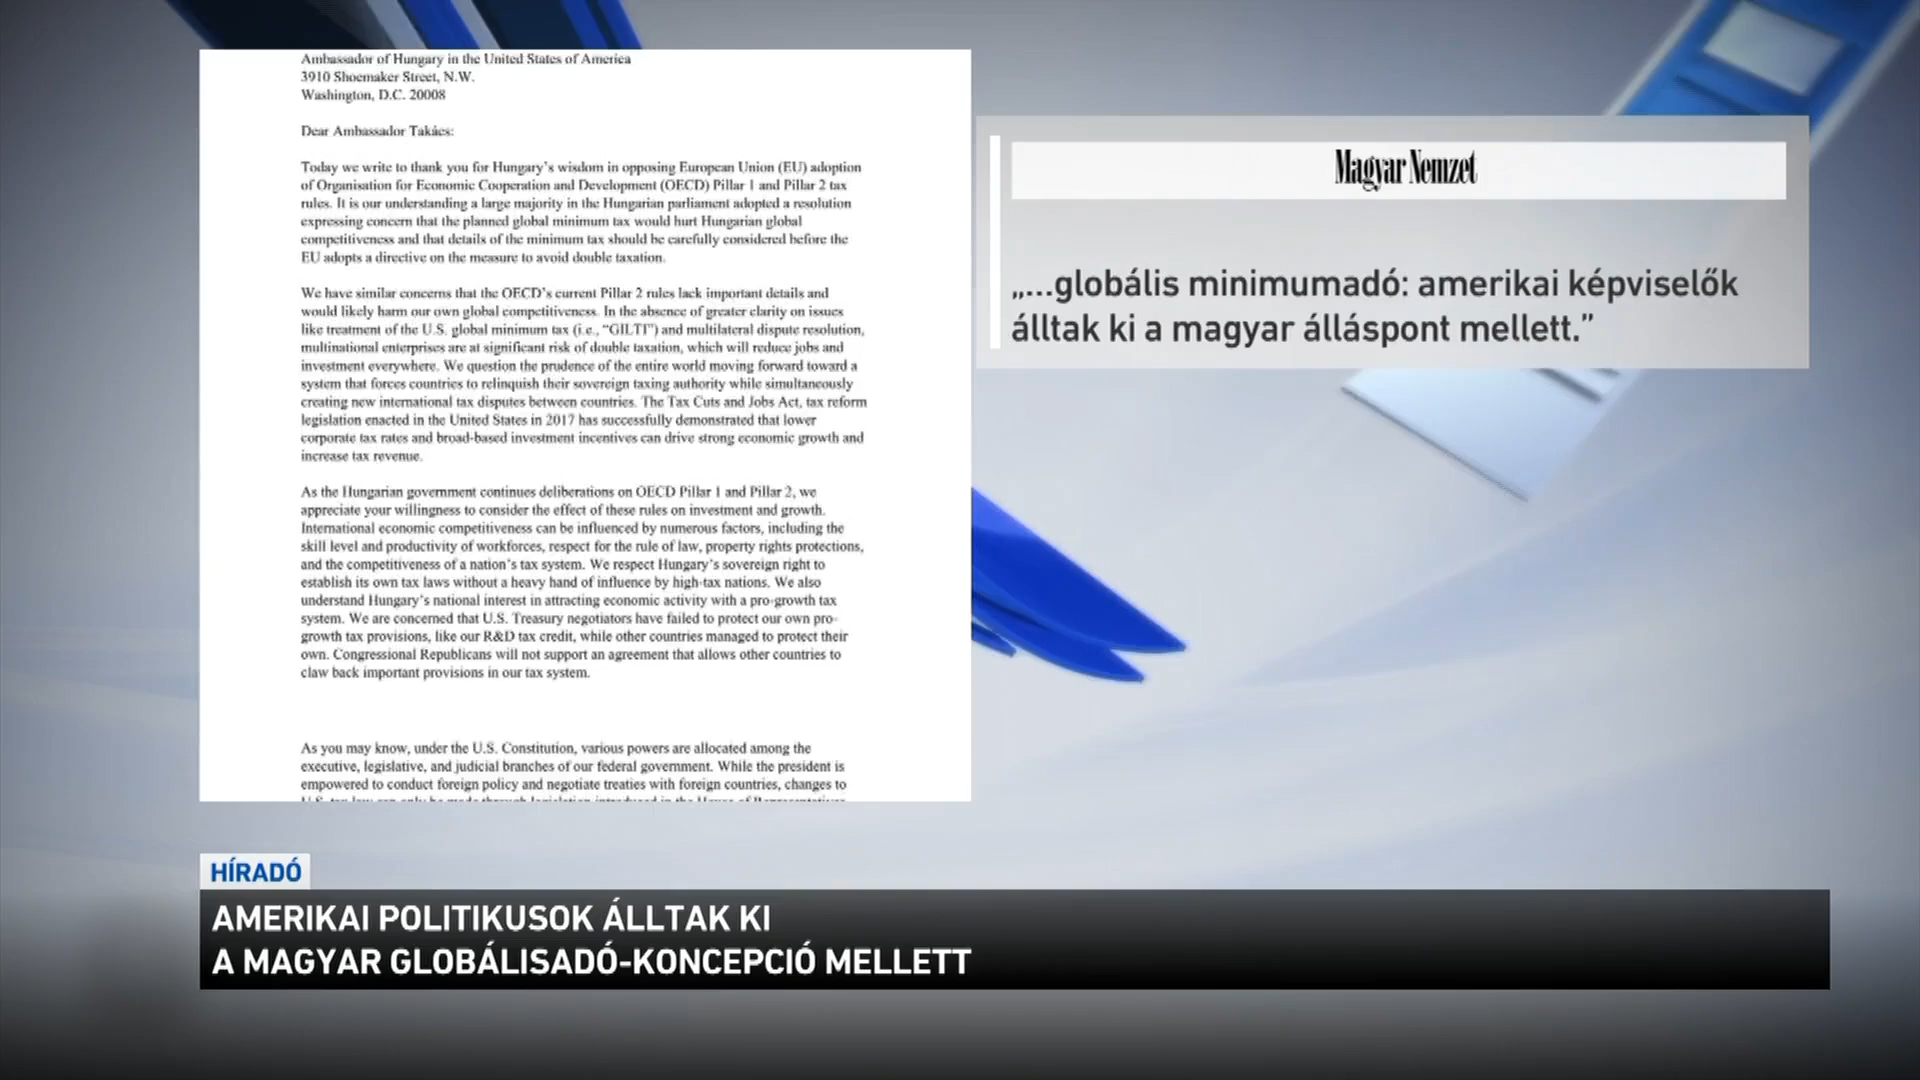 Ambassador of Hungary in the United States of America
3910 Shoemaker Street, N.W.
Washington, D.C. 20008
Dear Ambassador Takács:
Today we write to thank you for Hungary's wisdom in opposing European Union (EU) adoption
of Organisation for Economic Cooperation and Development (OECD) Pillar 1 and Pillar 2 tax
rules. It is our understanding a large majority in the Hungarian parliament adopted a resolution
expressing concern that the planned global minimum tax would hurt Hungarian global
competitiveness and that details of the minimum tax should be carefully considered before the
EU adopts a directive on the measure to avoid double taxation.
We have similar concerns that the OECD's current Pillar 2 rules lack important details and
would likely harm our own global competitiveness. In the absence of greater clarity on issues
like treatment of the U.S. global minimum tax (i.e., “GILTI”) and multilateral dispute resolution,
multinational enterprises are at significant risk of double taxation, which will reduce jobs and
investment everywhere. We question the prudence of the entire world moving forward toward a
system that forces countries to relinquish their sovereign taxing authority while simultaneously
creating new international tax disputes between countries. The Tax Cuts and Jobs Act, tax reform
legislation enacted in the United States in 2017 has successfully demonstrated that lower
corporate tax rates and broad-based investment incentives can drive strong economic growth and
increase tax revenue.
As the Hungarian government continues deliberations on OECD Pillar 1 and Pillar 2, we
appreciate your willingness to consider the effect of these rules on investment and growth.
International economic competitiveness can be influenced by numerous factors, including the
skill level and productivity of workforces, respect for the rule of law, property rights protections,
and the competitiveness of a nation's tax system. We respect Hungary's sovereign right to
establish its own tax laws without a heavy hand of influence by high-tax nations. We also
understand Hungary's national interest in attracting economic activity with a pro-growth tax
system. We are concerned that U.S. Treasury negotiators have failed to protect our own pro-
growth tax provisions, like our R&D tax credit, while other countries managed to protect their
own. Congressional Republicans will not support an agreement that allows other countries to
claw back important provisions in our tax system.
As you may know, under the U.S. Constitution, various powers are allocated among the
executive, legislative, and judicial branches of our federal government. While the president is
empowered to conduct foreign policy and negotiate treaties with foreign countries, changes to
U.S. tax law can only be made through legislation introduced in the House of Representatives
Magyar Nemzet
„...globális minimumadó: amerikai képviselők
álltak ki a magyar álláspont mellett.”
HÍRADÓ
AMERIKAI POLITIKUSOK ÁLLTAK KI
A MAGYAR GLOBÁLISADÓ-KONCEPCIÓ MELLETT